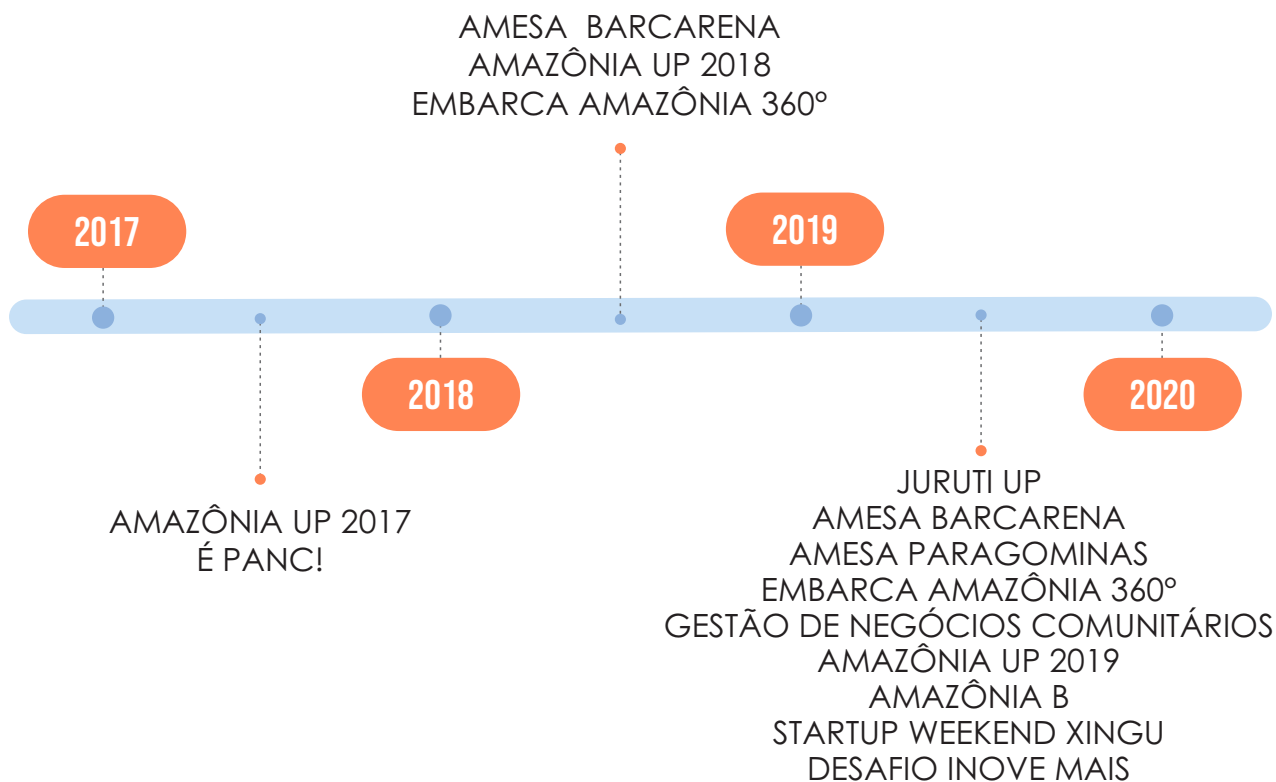 AMESA BARCARENA
AMAZÔNIA UP 2018
EMBARCA AMAZÔNIA 360º
2017
2019
2018
2020
AMAZÔNIA UP 2017
É PANC!
JURUTI UP
AMESA BARCARENA
AMESA PARAGOMINAS
EMBARCA AMAZÔNIA 360º
GESTÃO DE NEGÓCIOS COMUNITÁRIOS
AMAZÔNIA UP 2019
AMAZÔNIA B
STARTUP WEEKEND XINGU
DESAFIO INOVE MAIS